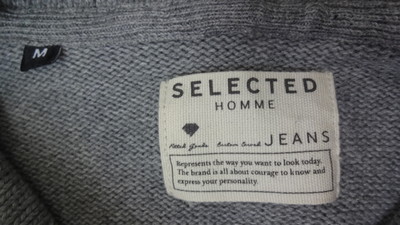 M
SELECTED
HOMME
JEANS
Represents the way you want to look today.
The brand is all about courage to know and
express your personality.